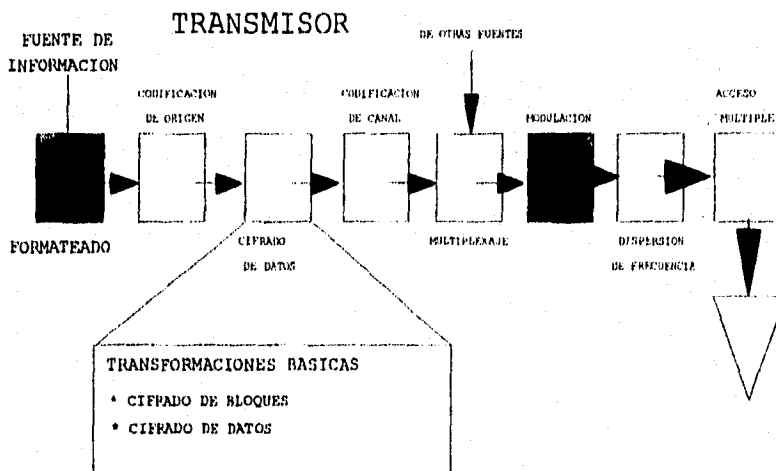 TRANSMISOR
FUENTE DE
INFORMACION
DE OTRAS FUENTES
CODIFICACION
DE ORIGEN
CODIFICACION
DE CANAL
MODULACION
ACCESO
MULTIPLE
FORMATEADO
CIFRADO
DE DATOS
MULTIPLEXAJE
DISPERSION
DE FRECUENCIA
TRANSFORMACIONES BASICAS
* CIFRADO DE BLOQUES
* CIFRADO DE DATOS